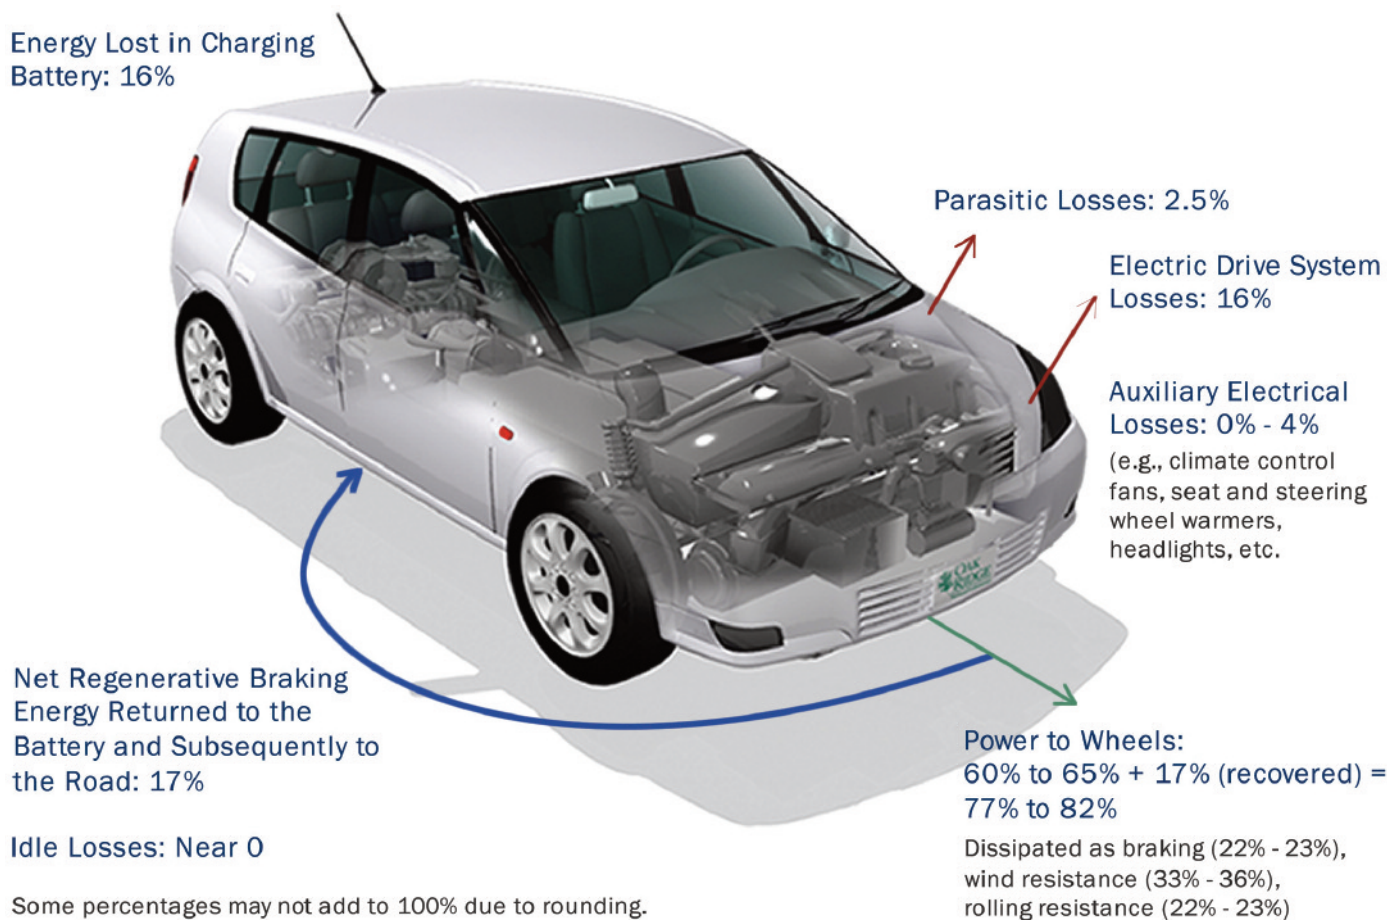 Energy Lost in Charging
Battery: 16%
Parasitic Losses: 2.5%
Electric Drive System
Losses: 16%
Auxiliary Electrical
Losses: 0% - 4%
(e.g., climate control
fans, seat and steering
wheel warmers,
headlights, etc.
OAK
RIDGE
Net Regenerative Braking
Energy Returned to the
Battery and Subsequently to
the Road: 17%
Idle Losses: Near 0
Some percentages may not add to 100% due to rounding.
Power to Wheels:
60% to 65% + 17% (recovered) =
77% to 82%
Dissipated as braking (22% - 23%),
wind resistance (33% - 36%),
rolling resistance (22% - 23%)